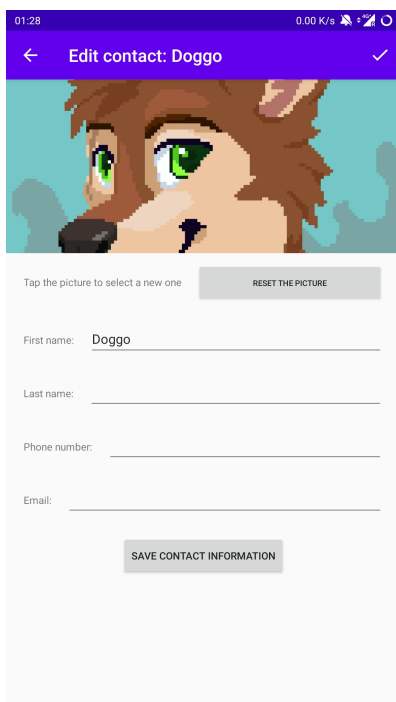 01:28 0.00 K/s 4G
Edit contact: Doggo
Tap the picture to select a new one RESET THE PICTURE
First name: Doggo
Last name:
Phone number:
Email:
SAVE CONTACT INFORMATION